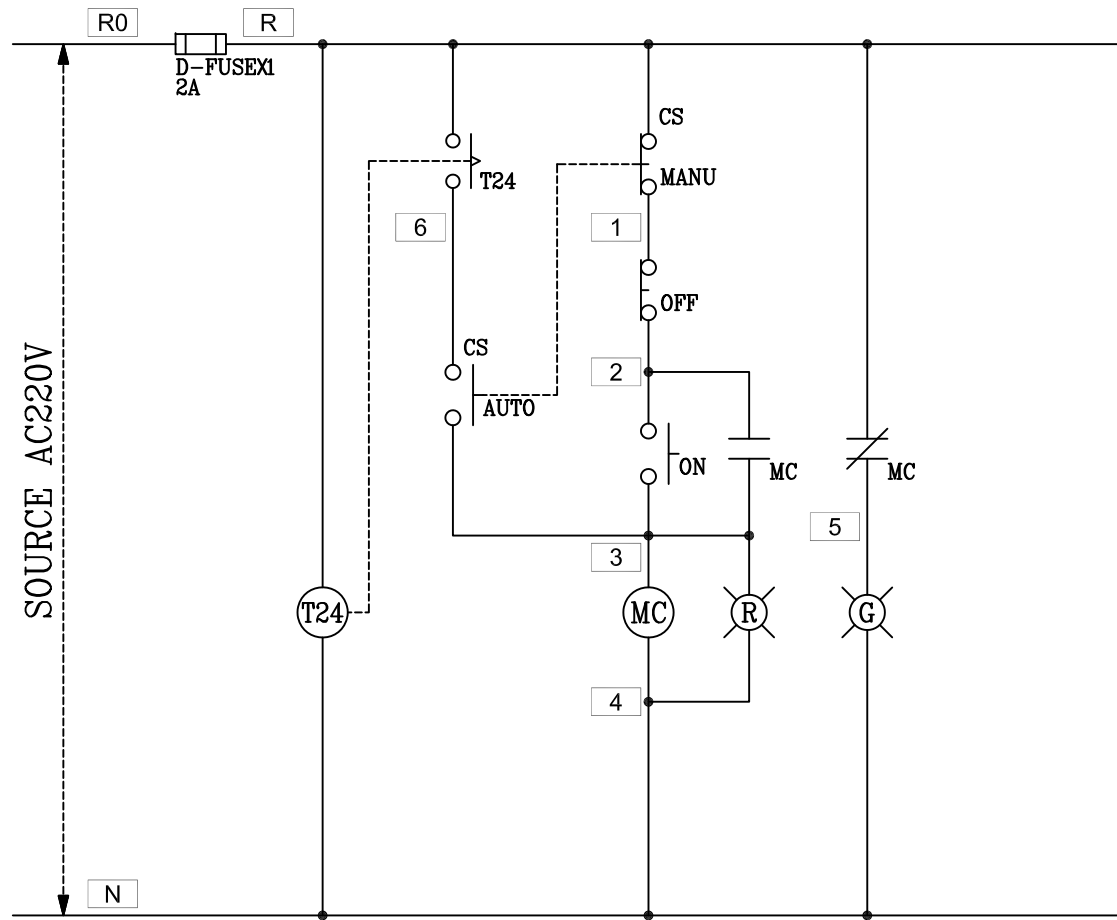 R0
R
D-FUSEX1
2A
CS
MANU
T24
6
1
OFF
CS
2
AUTO
ON
MC
MC
5
3
SOURCE AC220V
T24
MC
R
G
4
N